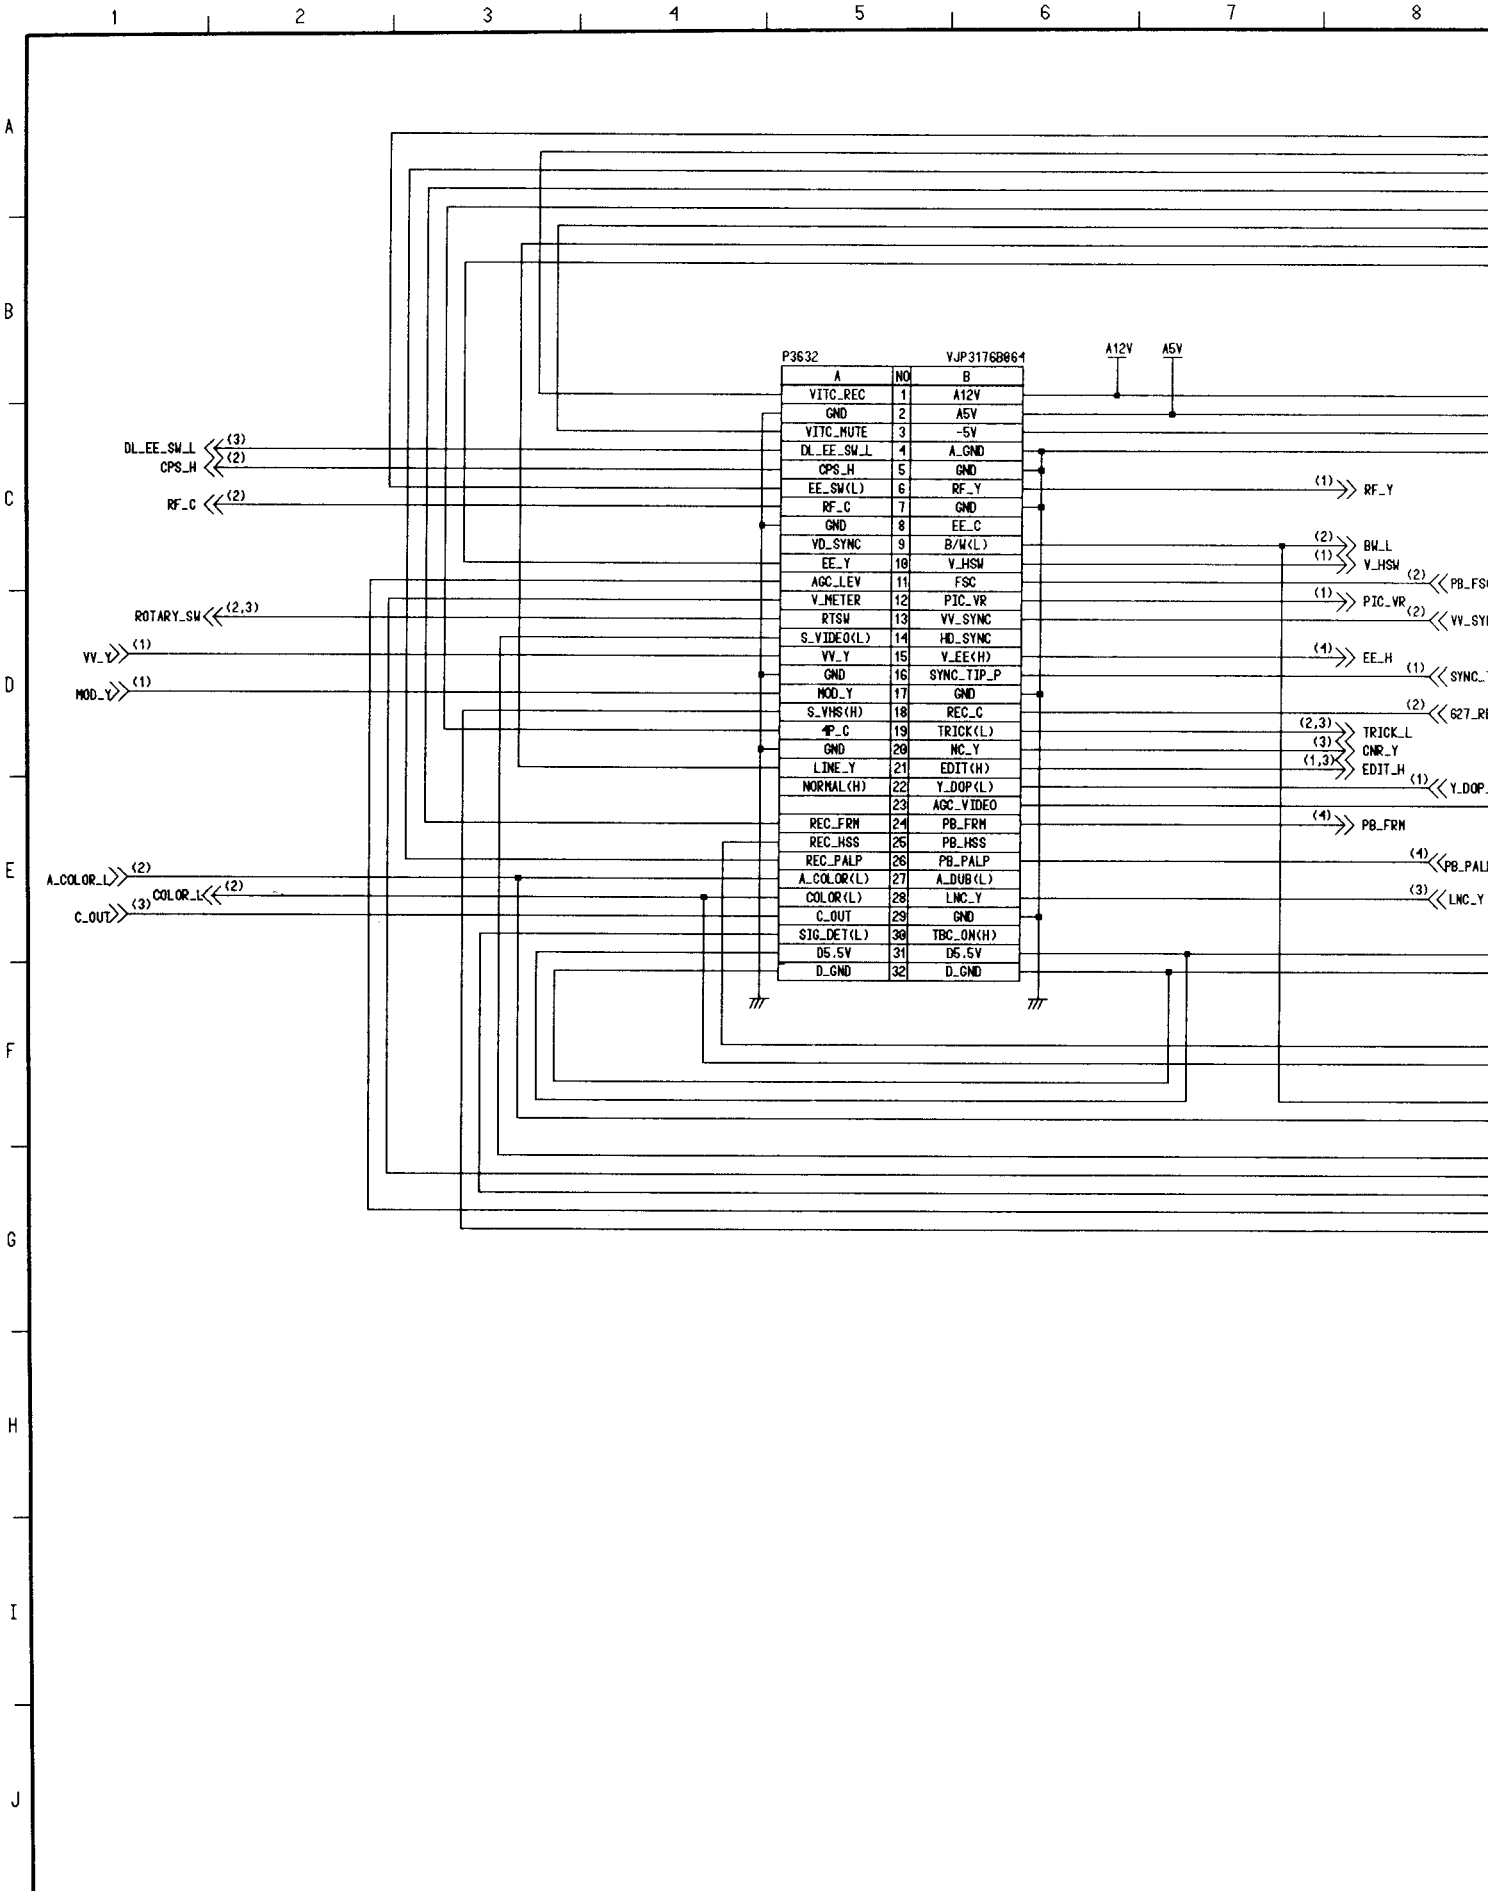 1 2 3 4 5 6 7 8
A
B
P3632 VJP3176B064 A12V A5V
A NO B
VITC_REC 1 A12V
GND 2 A5V
VITC_MUTE 3 -5V
DL_EE_SW_L (3) DL_EE_SW_L 4 A_GND
CPS_H (2) CPS_H 5 GND
C EE_SW(L) 6 RF_Y (1) RF_Y
RF_C (2) RF_C 7 GND
GND 8 EE_C
VD_SYNC 9 B/W(L) (2) BW_L
EE_Y 10 V_HSW (1) V_HSW
AGC_LEV 11 FSC (2) PB_FSC
V_METER 12 PIC_VR (1) PIC_VR
ROTARY_SW (2,3) RTSW 13 VV_SYNC (2) VV_SY
S_VIDEO(L) 14 HD_SYNC
VV_Y (1) VV_Y 15 V_EE(H) (4) EE_H
D GND 16 SYNC_TIP_P (1) SYNC_
MOD_Y (1) MOD_Y 17 GND
S_VHS(H) 18 REC_C (2) 627_RE
4P_C 19 TRICK(L) (2,3) TRICK_L
GND 20 NC_Y (3) CNR_Y
LINE_Y 21 EDIT(H) (1,3) EDIT_H
NORMAL(H) 22 Y_DOP(L) (1) Y_DOP_
23 AGC_VIDEO
REC_FRM 24 PB_FRM (4) PB_FRM
REC_HSS 25 PB_HSS
E REC_PALP 26 PB_PALP (4) PB_PAL
A_COLOR_L (2) A_COLOR(L) 27 A_DUB(L)
COLOR_L (2) COLOR(L) 28 LNC_Y (3) LNC_Y
C_OUT (3) C_OUT 29 GND
SIG_DET(L) 30 TBC_ON(H)
D5.5V 31 D5.5V
D_GND 32 D_GND
F
G
H
I
J